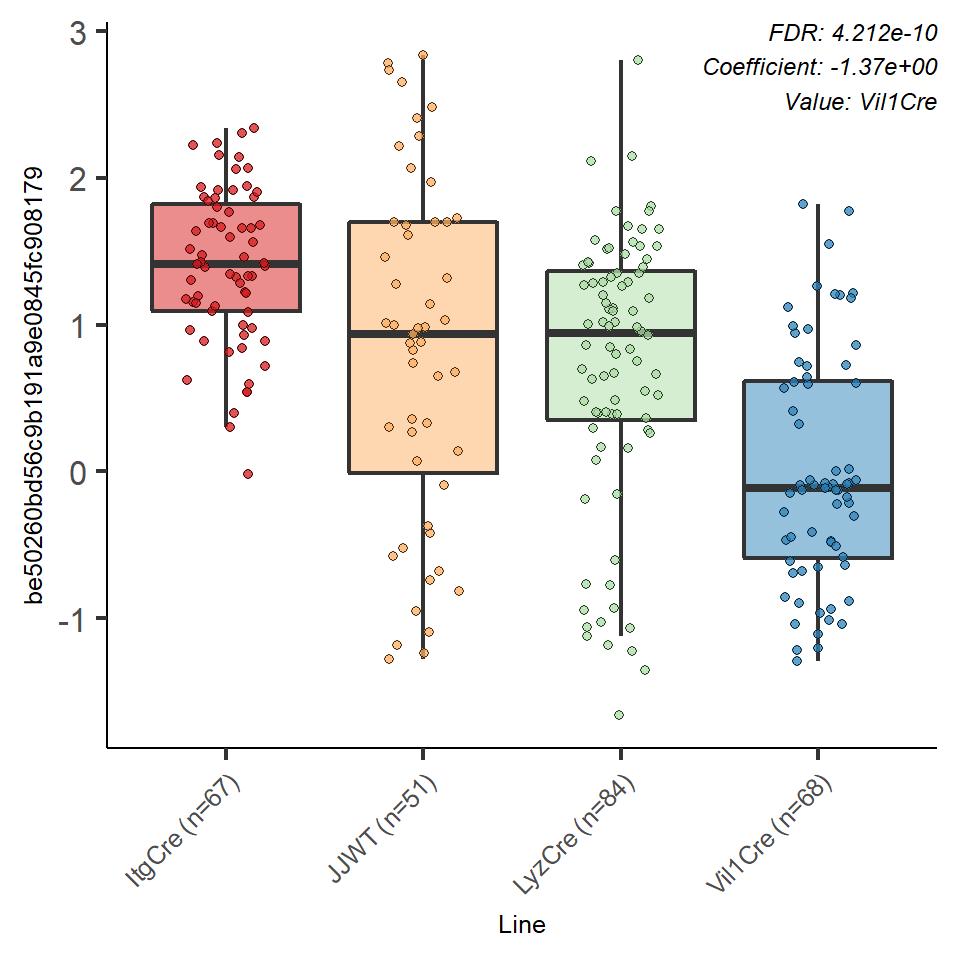 FDR: 4.212e-10
Coefficient: -1.37e+00
Value: Vil1Cre
be50260bd56c9b191a9e0845fc908179
3
2
1
0
-1
ItgCre (n=67)
JJWT (n=51)
LyzCre (n=84)
Vil1Cre (n=68)
Line